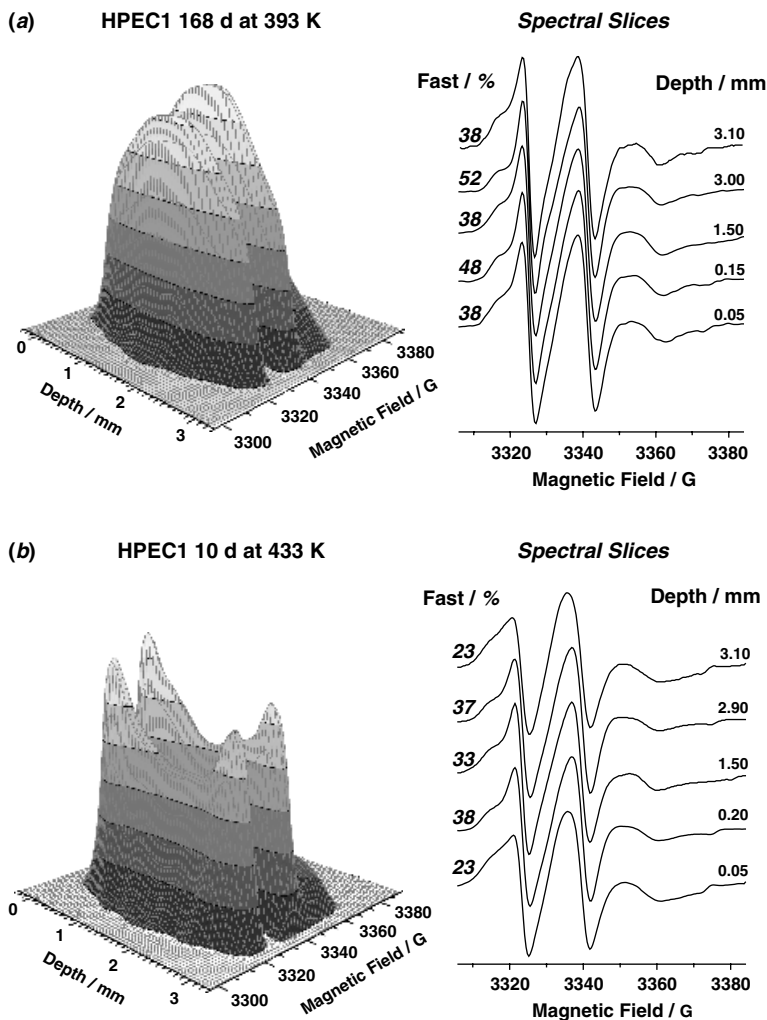 (a) HPEC1 168 d at 393 K
Spectral Slices
Fast / %
Depth / mm
38 3.10
52 3.00
38 1.50
48 0.15
38 0.05
0
1
2
3
Depth / mm
3300
3320
3340
3360
3380
Magnetic Field / G
3320 3340 3360 3380
Magnetic Field / G
(b) HPEC1 10 d at 433 K
Spectral Slices
Fast / %
Depth / mm
23 3.10
37 2.90
33 1.50
38 0.20
23 0.05
0
1
2
3
Depth / mm
3300
3320
3340
3360
3380
Magnetic Field / G
3320 3340 3360 3380
Magnetic Field / G